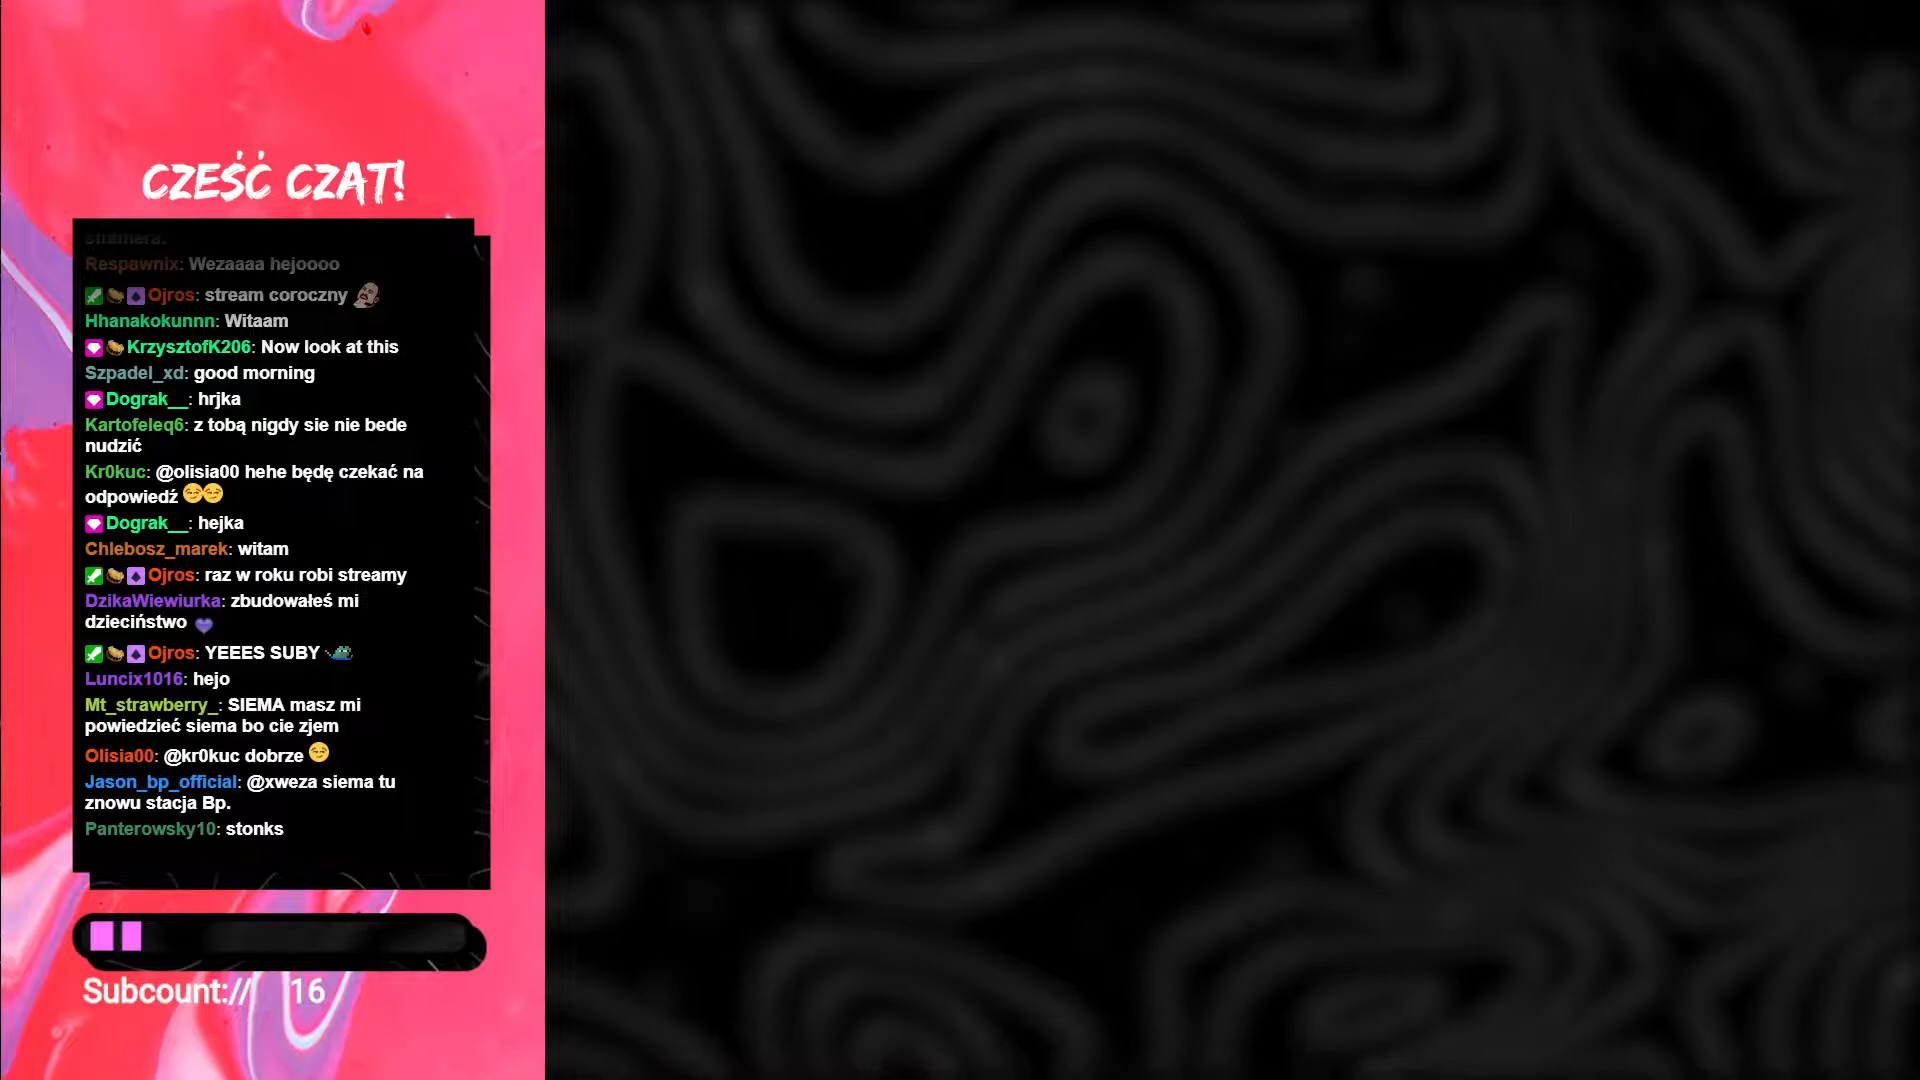 CZEŚĆ CZAT!
Respawnix: Wezaaaa hejoooo
Ojros: stream coroczny
Hhanakokunnn: Witaam
KrzysztofK206: Now look at this
Szpadel_xd: good morning
Dograk__: hrjka
Kartofeleq6: z tobą nigdy sie nie bede
nudzić
Kr0kuc: @olisia00 hehe będę czekać na
odpowiedź 😏😏
Dograk__: hejka
Chlebosz_marek: witam
Ojros: raz w roku robi streamy
DzikaWiewiurka: zbudowałeś mi
dzieciństwo
Ojros: YEEES SUBY
Luncix1016: hejo
Mt_strawberry_: SIEMA masz mi
powiedzieć siema bo cie zjem
Olisia00: @kr0kuc dobrze 😏
Jason_bp_official: @xweza siema tu
znowu stacja Bp.
Panterowsky10: stonks
Subcount:// 16